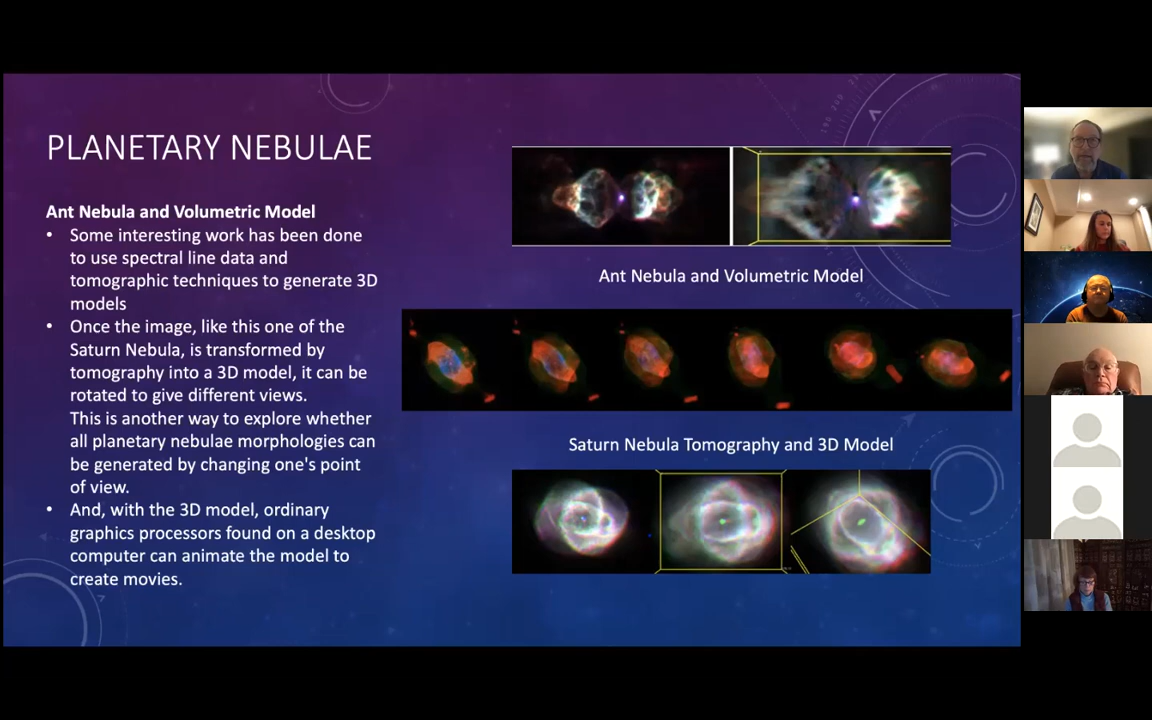 PLANETARY NEBULAE
Ant Nebula and Volumetric Model
• Some interesting work has been done
to use spectral line data and
tomographic techniques to generate 3D
models
• Once the image, like this one of the
Saturn Nebula, is transformed by
tomography into a 3D model, it can be
rotated to give different views.
This is another way to explore whether
all planetary nebulae morphologies can
be generated by changing one's point
of view.
• And, with the 3D model, ordinary
graphics processors found on a desktop
computer can animate the model to
create movies.
Ant Nebula and Volumetric Model
Saturn Nebula Tomography and 3D Model